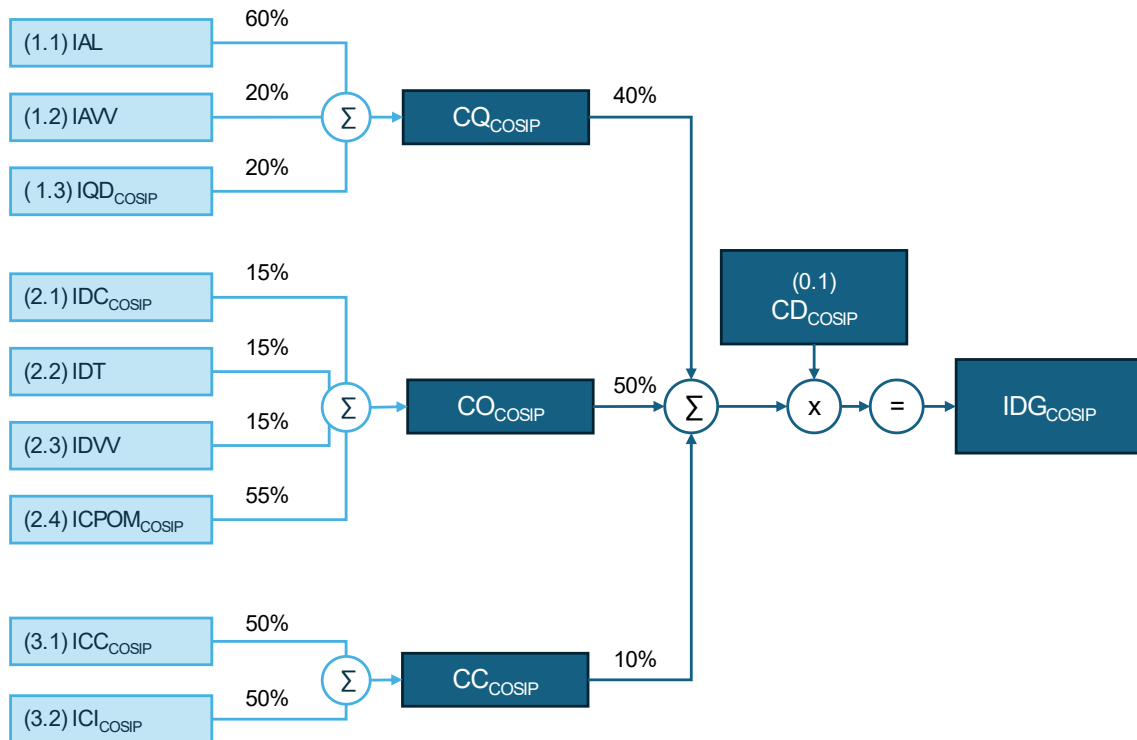 60%
(1.1) IAL
20%
40%
(1.2) IAVV
∑
CQCOSIP
20%
( 1.3) IQDCOSIP
15%
(2.1) IDCCOSIP
(0.1)
CDCOSIP
15%
(2.2) IDT
50%
∑
COCOSIP
∑
x
=
IDGCOSIP
15%
(2.3) IDVV
55%
(2.4) ICPOMCOSIP
50%
(3.1) ICCCOSIP
10%
∑
CCCOSIP
50%
(3.2) ICICOSIP